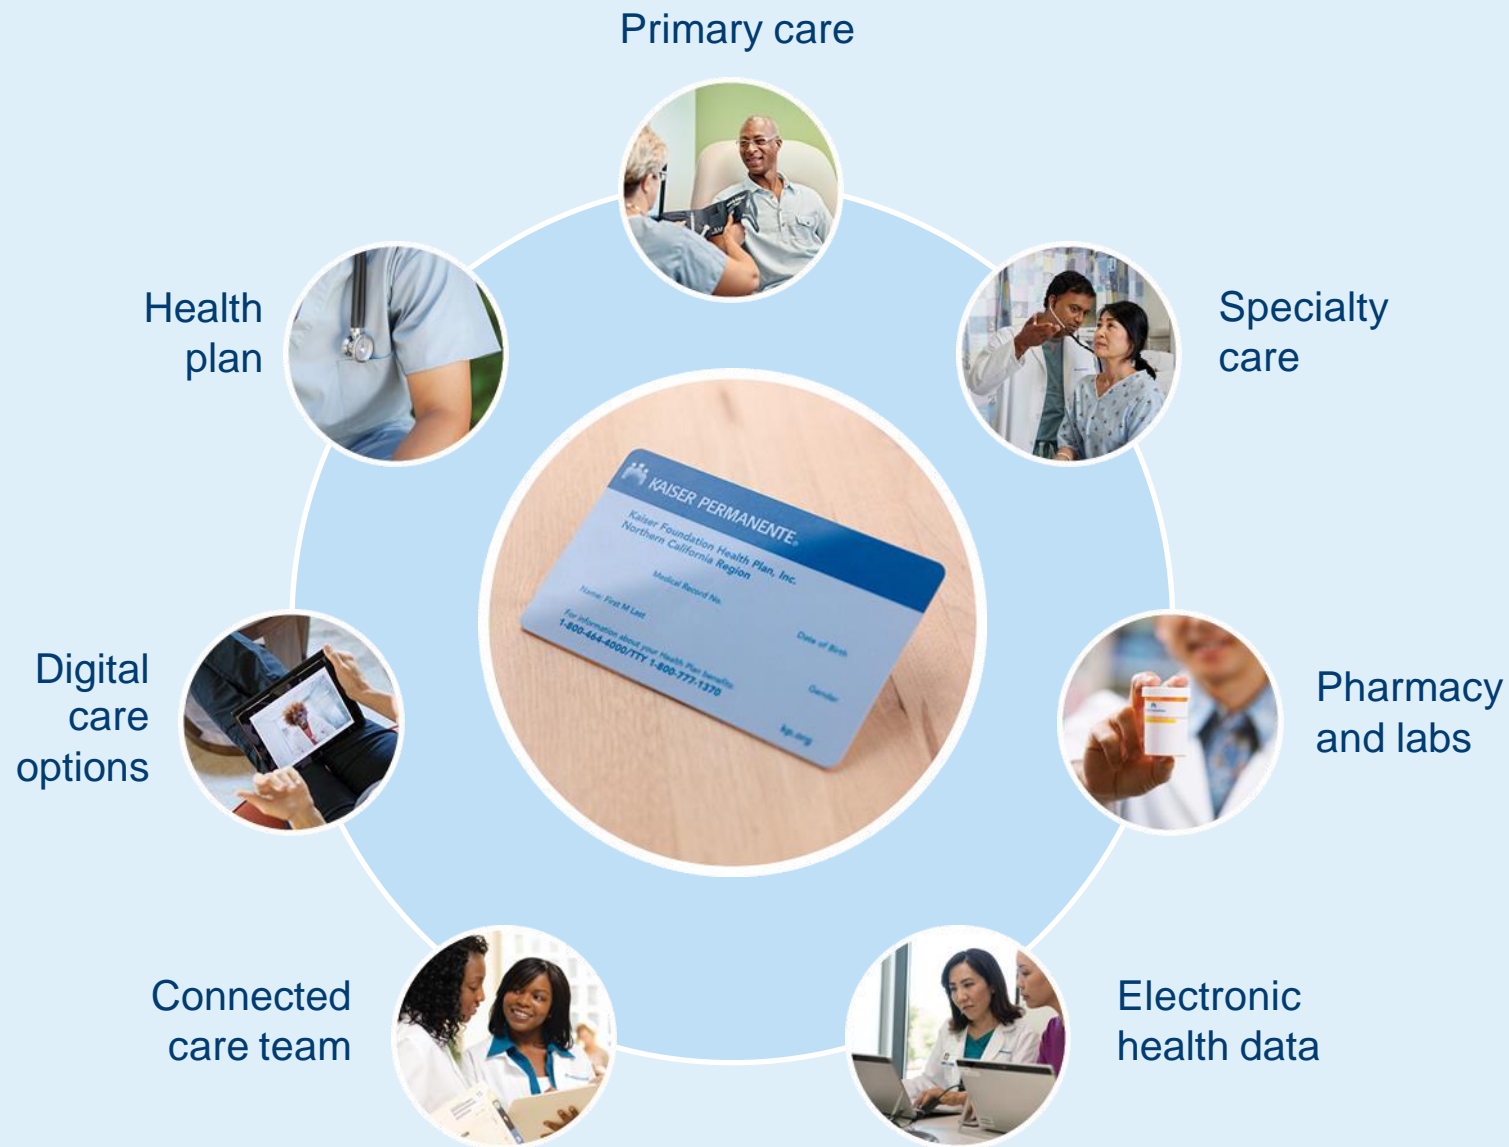 Primary care
Health
plan
Specialty
care
KAISER PERMANENTE®
Kaiser Foundation Health Plan, Inc.
Northern California Region
Medical Record No.
Name: First M Last
Date of Birth
For information about your Health Plan benefits:
1-800-464-4000/TTY 1-800-777-1370
Gender
kp.org
Digital
care
options
Pharmacy
and labs
Connected
care team
Electronic
health data